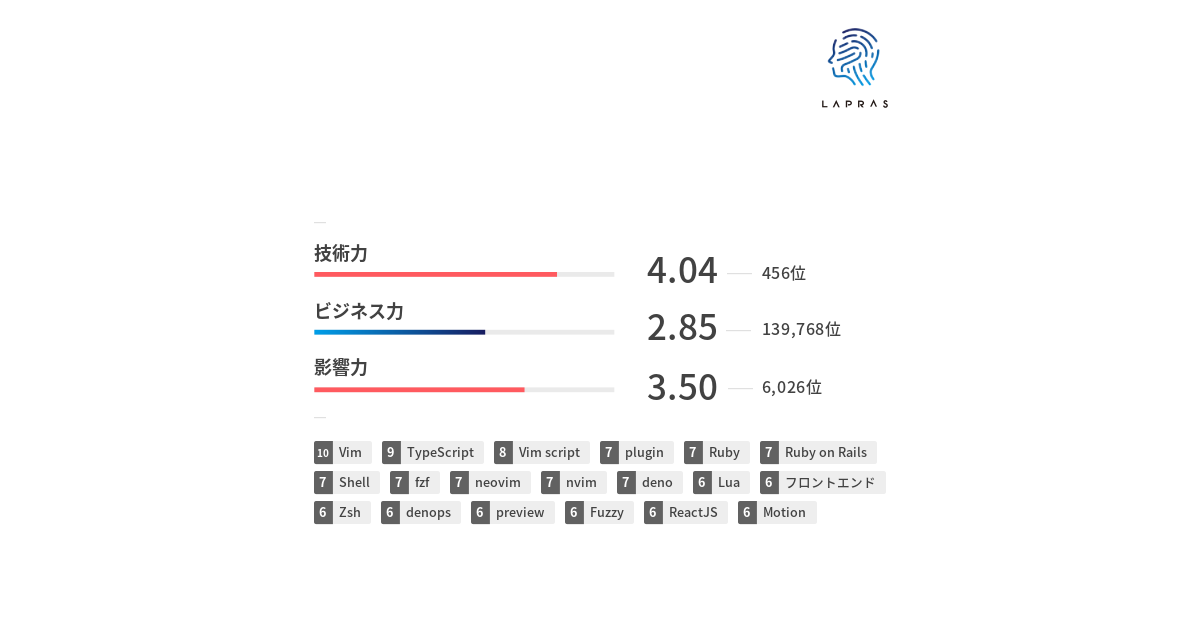 LAPRAS
技術力
4.04 456位
ビジネス力
2.85 139,768位
影響力
3.50 6,026位
10 Vim 9 TypeScript 8 Vim script 7 plugin 7 Ruby 7 Ruby on Rails
7 Shell 7 fzf 7 neovim 7 nvim 7 deno 6 Lua 6 フロントエンド
6 Zsh 6 denops 6 preview 6 Fuzzy 6 ReactJS 6 Motion